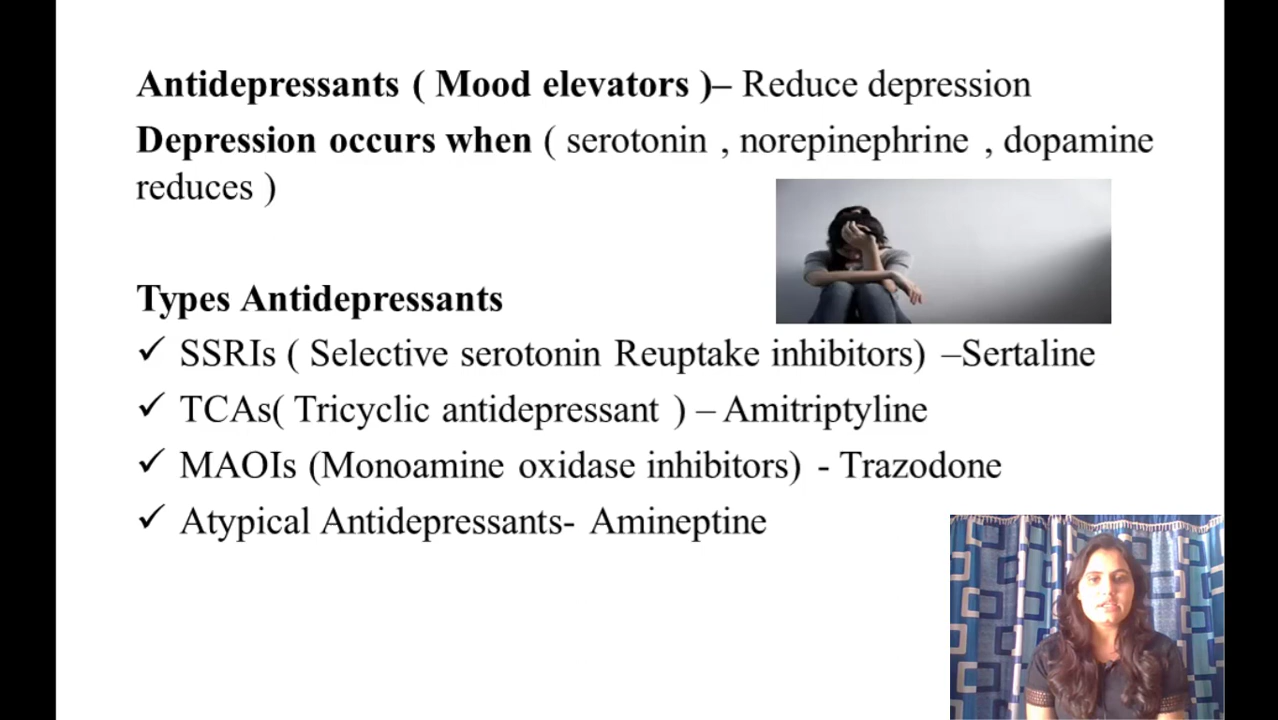 Antidepressants ( Mood elevators )– Reduce depression
Depression occurs when ( serotonin , norepinephrine , dopamine
reduces )
Types Antidepressants
✓ SSRIs ( Selective serotonin Reuptake inhibitors) –Sertaline
✓ TCAs( Tricyclic antidepressant ) – Amitriptyline
✓ MAOIs (Monoamine oxidase inhibitors) - Trazodone
✓ Atypical Antidepressants- Amineptine